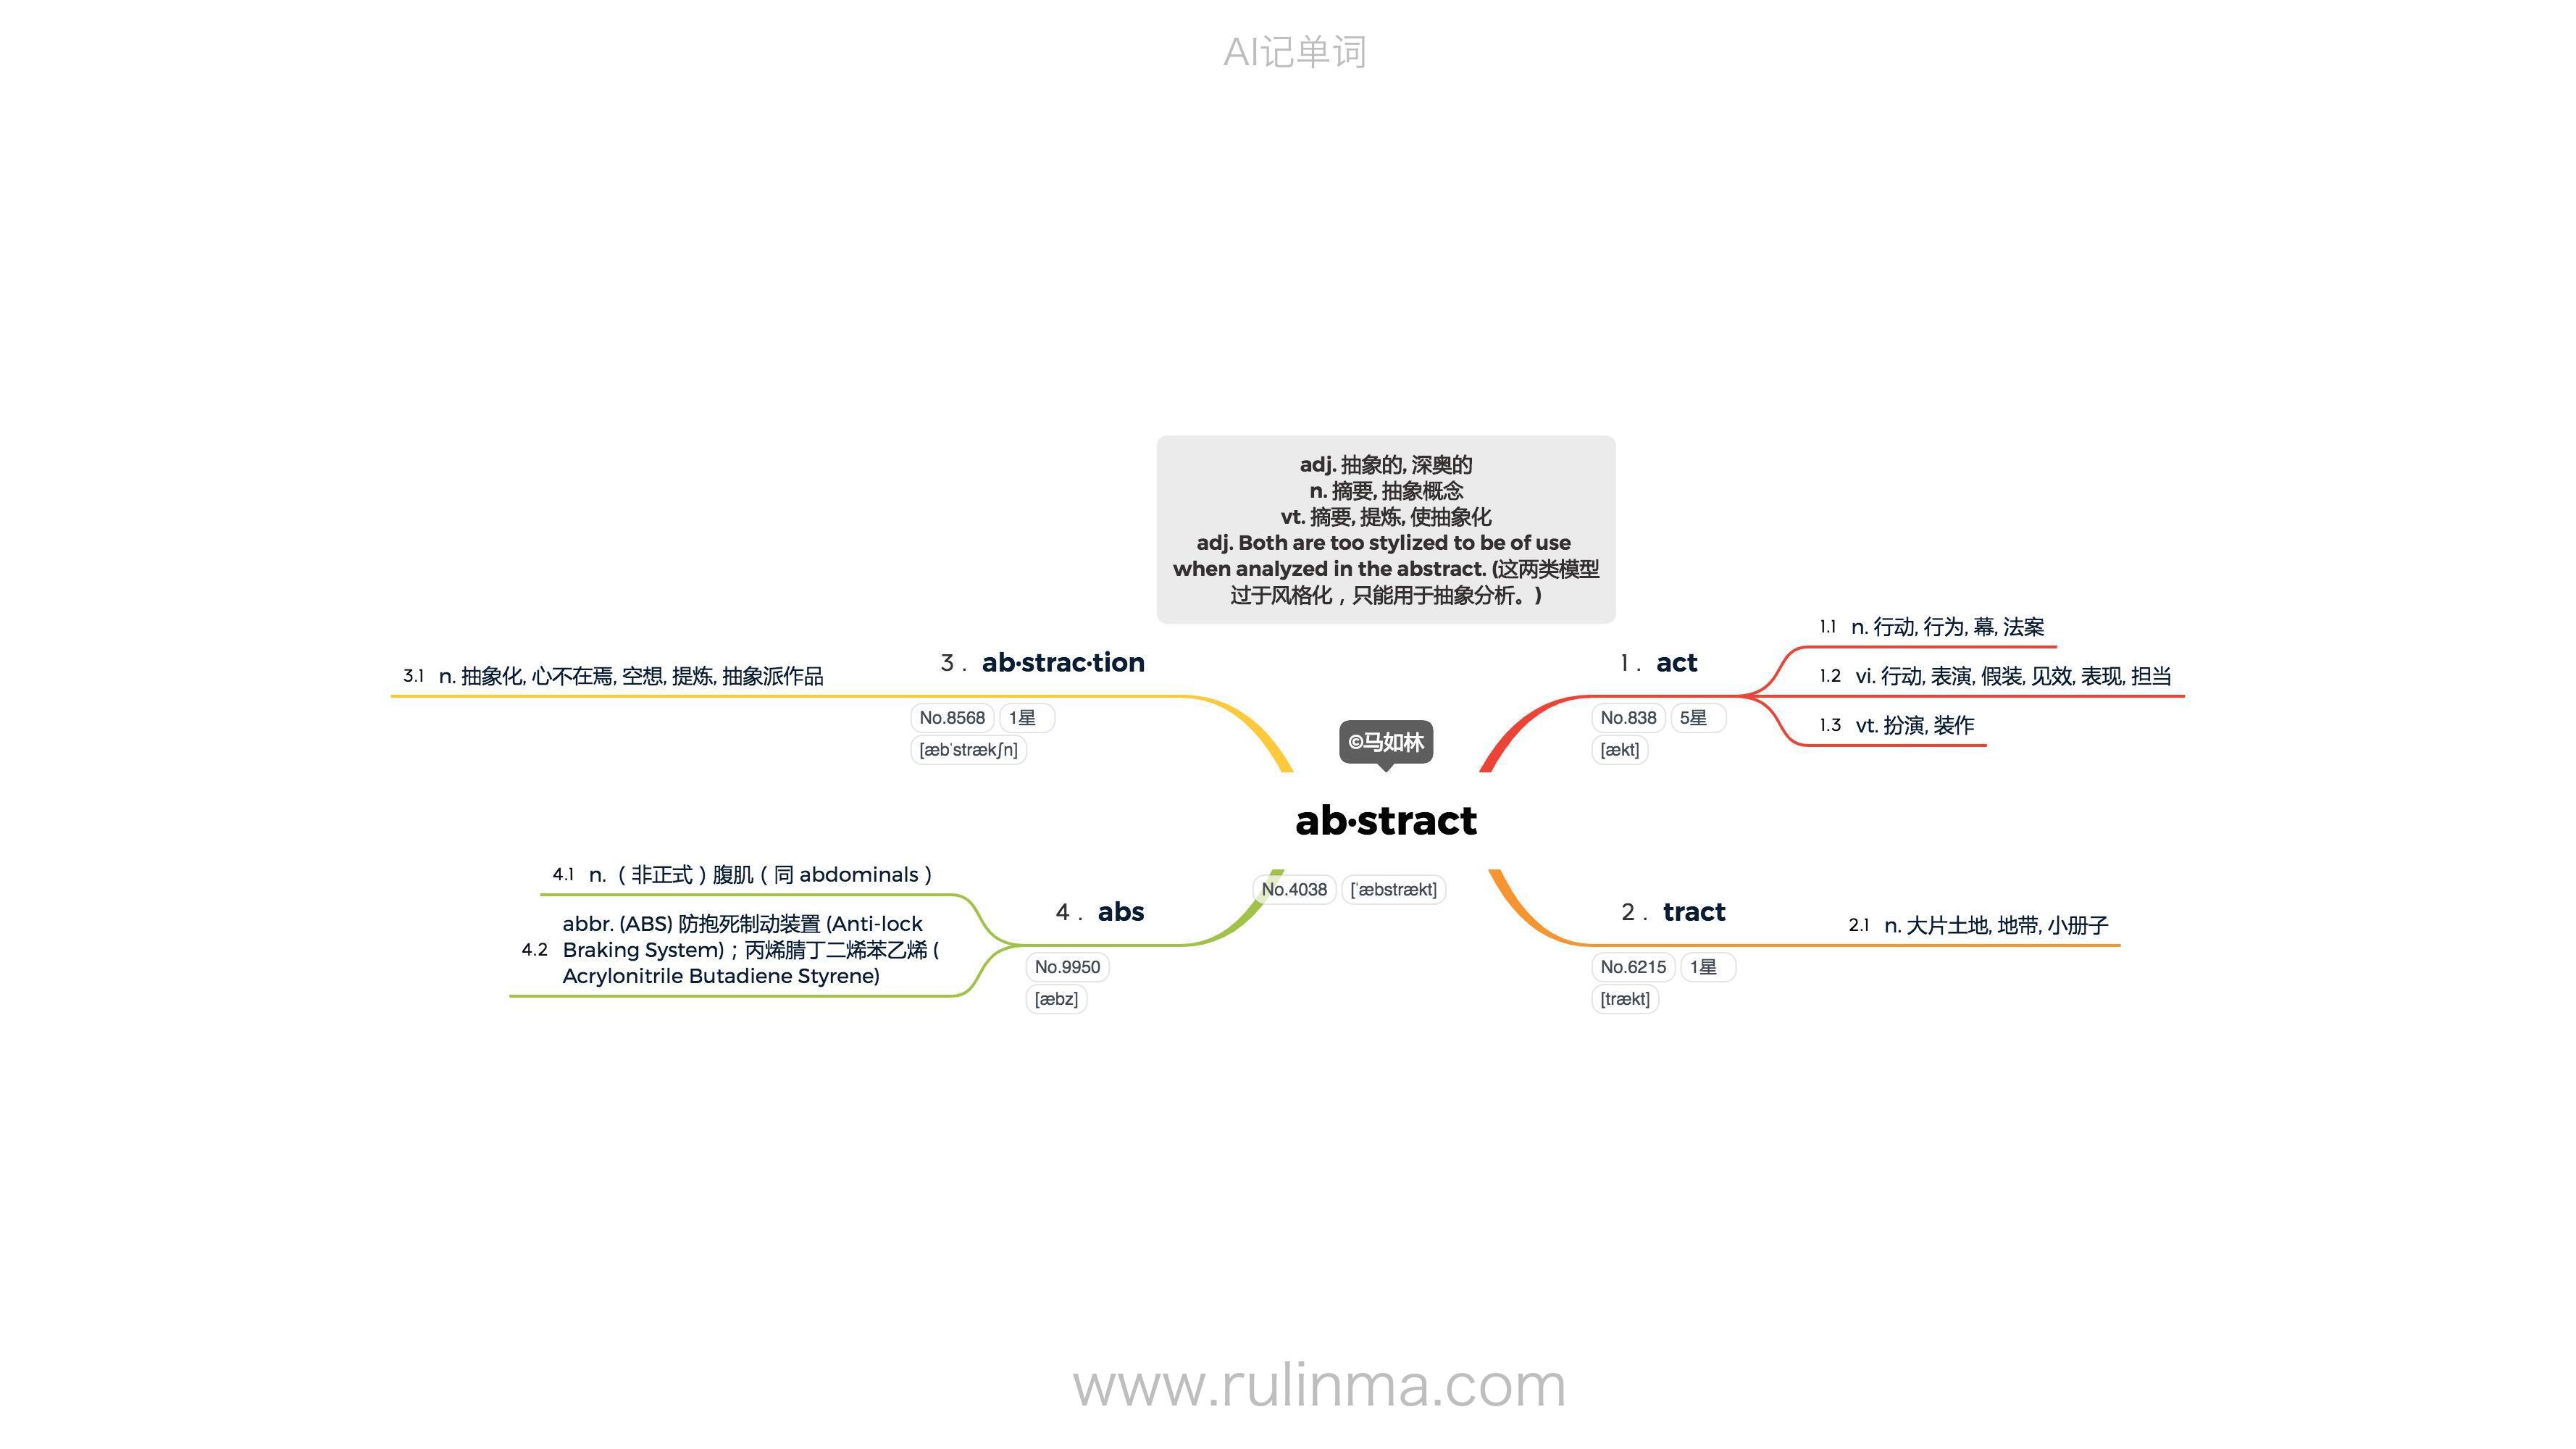 AI记单词
adj. 抽象的, 深奥的
n. 摘要, 抽象概念
vt. 摘要, 提炼, 使抽象化
adj. Both are too stylized to be of use
when analyzed in the abstract. (这两类模型
过于风格化，只能用于抽象分析。)
©马如林
ab·stract
No.4038 [ˈæbstrækt]
1. act
No.838 5星
[ækt]
1.1 n. 行动, 行为, 幕, 法案
1.2 vi. 行动, 表演, 假装, 见效, 表现, 担当
1.3 vt. 扮演, 装作
2. tract
No.6215 1星
[trækt]
2.1 n. 大片土地, 地带, 小册子
3. ab·strac·tion
No.8568 1星
[æbˈstrækʃn]
3.1 n. 抽象化, 心不在焉, 空想, 提炼, 抽象派作品
4. abs
No.9950
[æbz]
4.1 n.（非正式）腹肌（同 abdominals）
4.2 abbr. (ABS) 防抱死制动装置 (Anti-lock
Braking System)；丙烯腈丁二烯苯乙烯 (
Acrylonitrile Butadiene Styrene)
www.rulinma.com